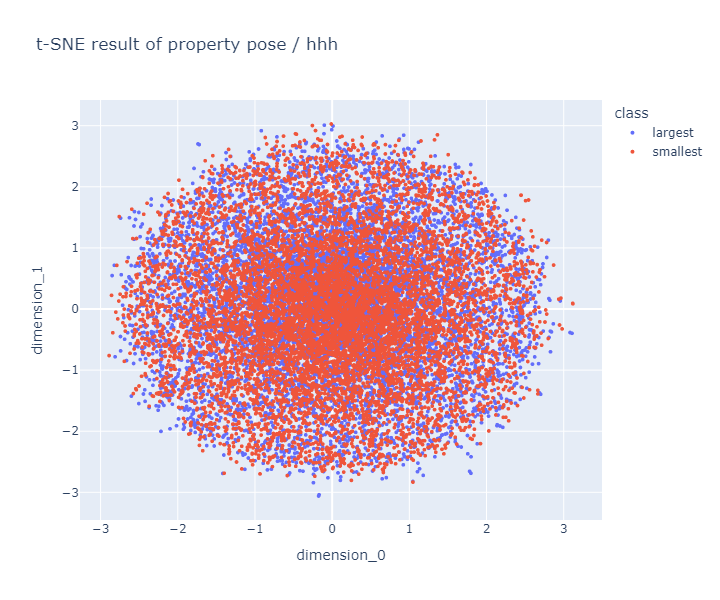 t-SNE result of property pose / hhh
class
largest
smallest
3
2
1
0
−1
−2
−3
dimension_1
−3
−2
−1
0
1
2
3
dimension_0